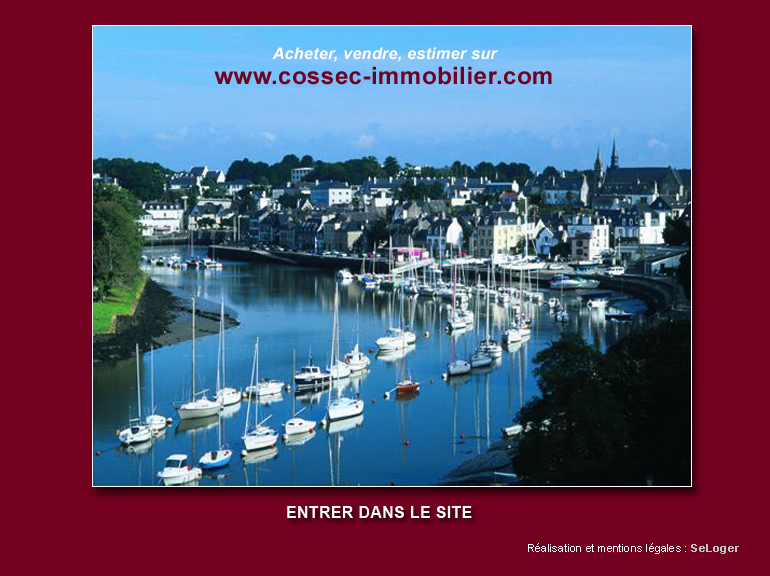 Acheter, vendre, estimer sur
www.cossec-immobilier.com
ENTRER DANS LE SITE
Réalisation et mentions légales : SeLoger